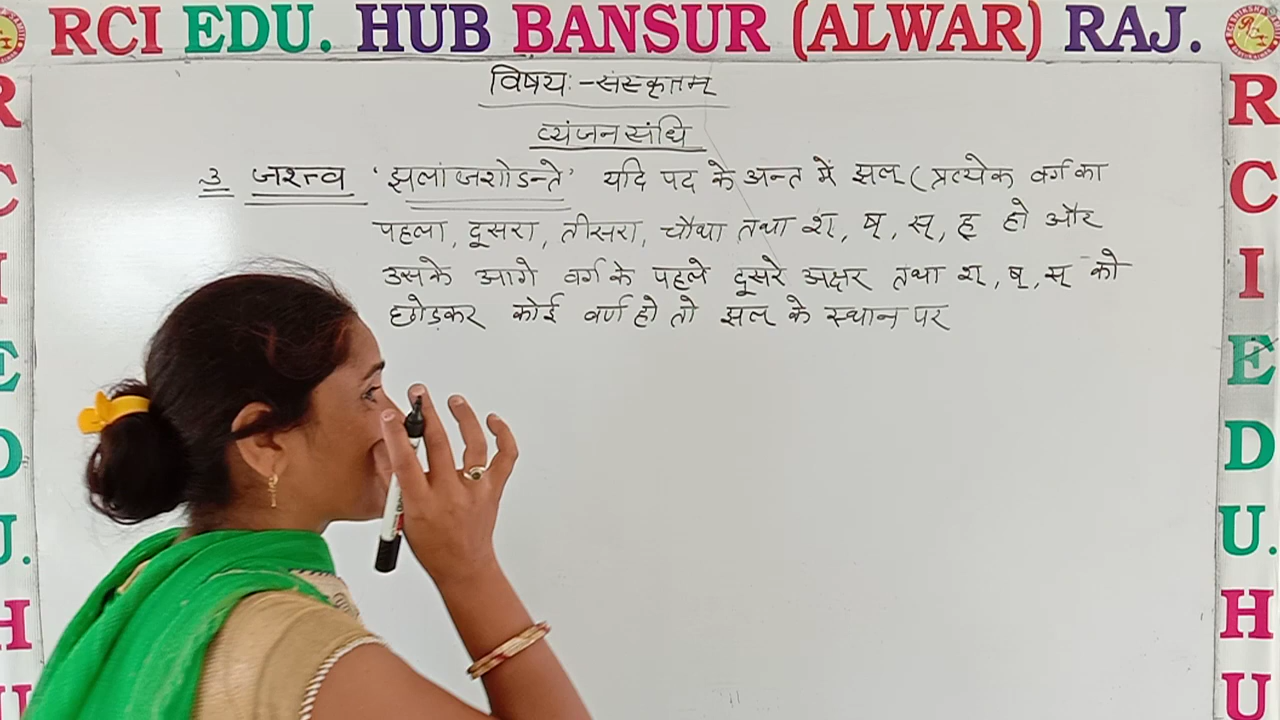 RCI EDU. HUB BANSUR (ALWAR) RAJ.
विषयः - संस्कृतम्
व्यंजन संधि
3 जश्त्व 'झलां जशोडन्ते' यदि पद के अन्त में झल् (प्रत्येक वर्ग का
पहला, दूसरा, तीसरा, चौथा तथा श्, ष्, स्, ह् हो और
उसके आगे वर्ग के पहले दूसरे अक्षर तथा श्, ष्, स् को
छोड़कर कोई वर्ण हो तो झल् के स्थान पर
R
C
I
E
D
U.
H
U
R
C
I
E
D
U.
H
U